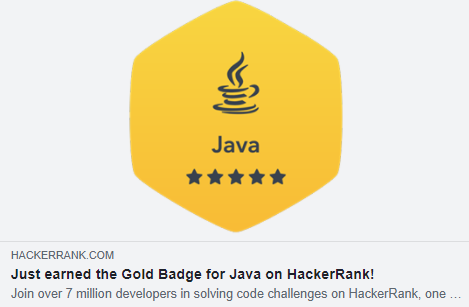 Java
HACKERRANK.COM
Just earned the Gold Badge for Java on HackerRank!
Join over 7 million developers in solving code challenges on HackerRank, one ...